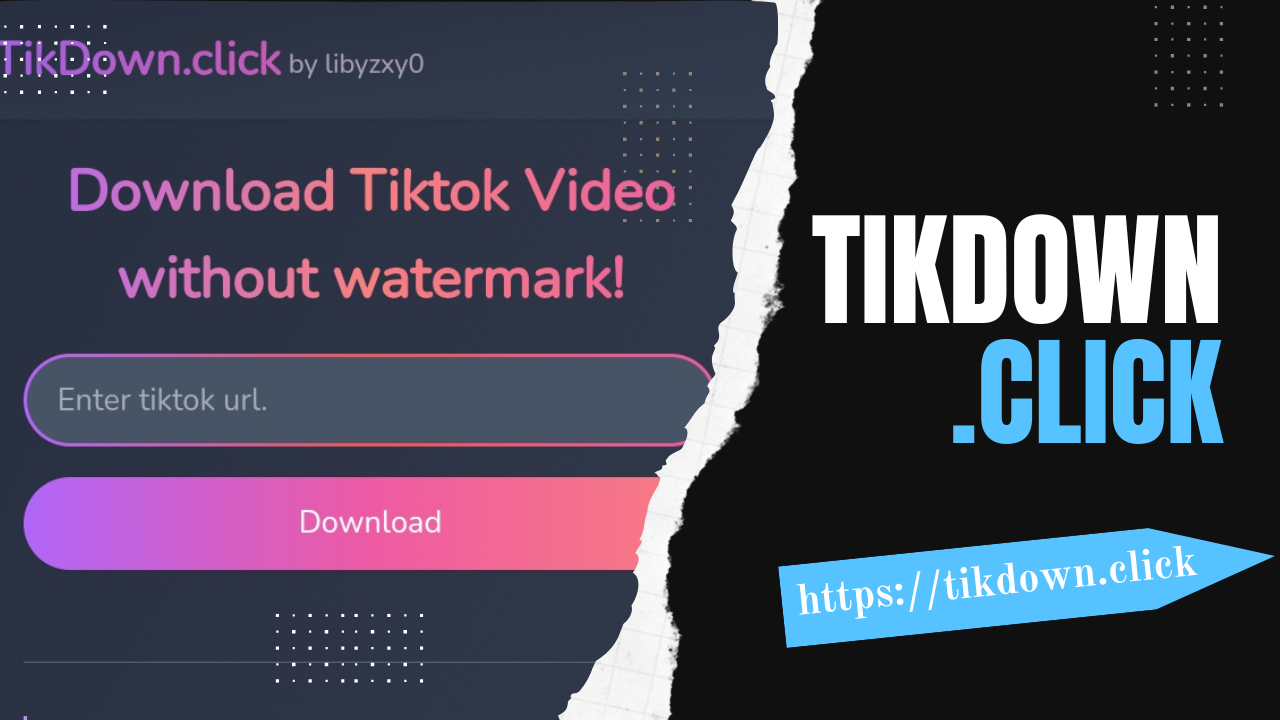 TikDown.click by libyzxy0
Download Tiktok Video
without watermark!
Enter tiktok url.
Download
TIKDOWN
.CLICK
https://tikdown.click